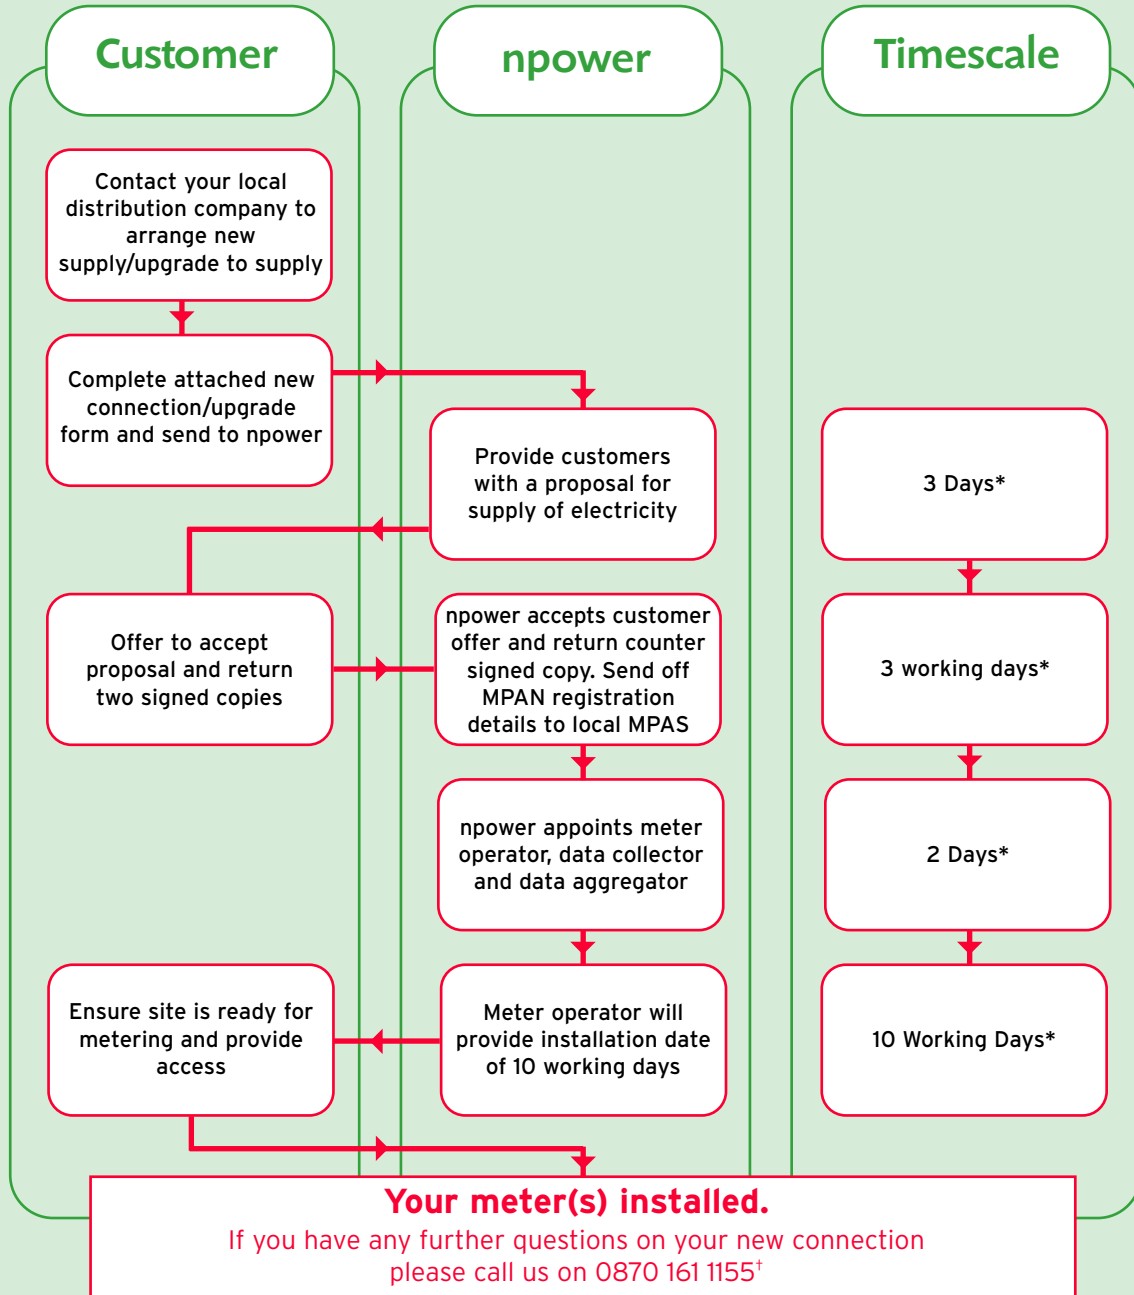 Customer
npower
Timescale
Contact your local
distribution company to
arrange new
supply/upgrade to supply
Complete attached new
connection/upgrade
form and send to npower
Provide customers
with a proposal for
supply of electricity
3 Days*
Offer to accept
proposal and return
two signed copies
npower accepts customer
offer and return counter
signed copy. Send off
MPAN registration
details to local MPAS
3 working days*
npower appoints meter
operator, data collector
and data aggregator
2 Days*
Ensure site is ready for
metering and provide
access
Meter operator will
provide installation date
of 10 working days
10 Working Days*
Your meter(s) installed.
If you have any further questions on your new connection
please call us on 0870 161 1155†